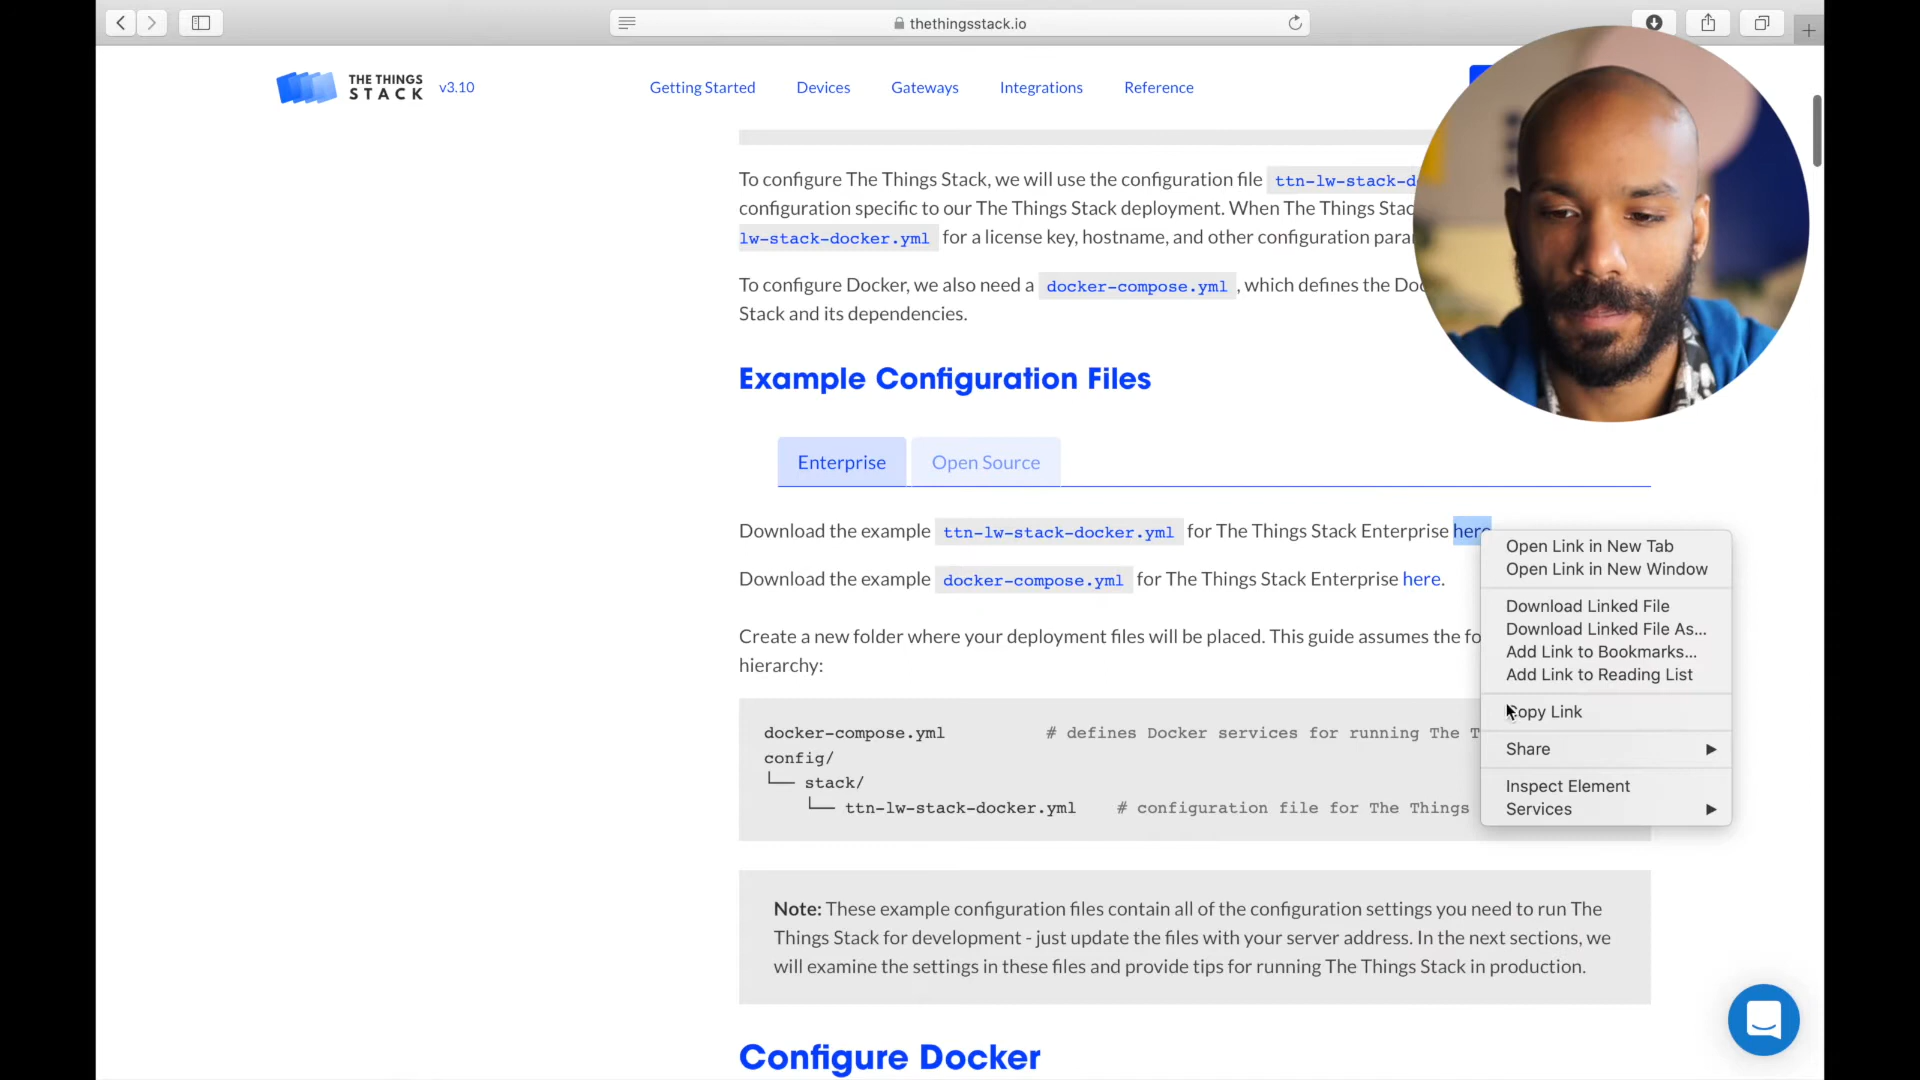 thethingsstack.io
THE THINGS
STACK
v3.10
Getting Started
Devices
Gateways
Integrations
Reference
To configure The Things Stack, we will use the configuration file ttn-lw-stack-d
configuration specific to our The Things Stack deployment. When The Things Stac
lw-stack-docker.yml for a license key, hostname, and other configuration para
To configure Docker, we also need a docker-compose.yml, which defines the Doc
Stack and its dependencies.
Example Configuration Files
Enterprise
Open Source
Download the example ttn-lw-stack-docker.yml for The Things Stack Enterprise here
Download the example docker-compose.yml for The Things Stack Enterprise here.
Create a new folder where your deployment files will be placed. This guide assumes the fo
hierarchy:
docker-compose.yml # defines Docker services for running The T
config/
└── stack/
└── ttn-lw-stack-docker.yml # configuration file for The Things
Open Link in New Tab
Open Link in New Window
Download Linked File
Download Linked File As...
Add Link to Bookmarks...
Add Link to Reading List
Copy Link
Share
Inspect Element
Services
Note: These example configuration files contain all of the configuration settings you need to run The
Things Stack for development - just update the files with your server address. In the next sections, we
will examine the settings in these files and provide tips for running The Things Stack in production.
Configure Docker